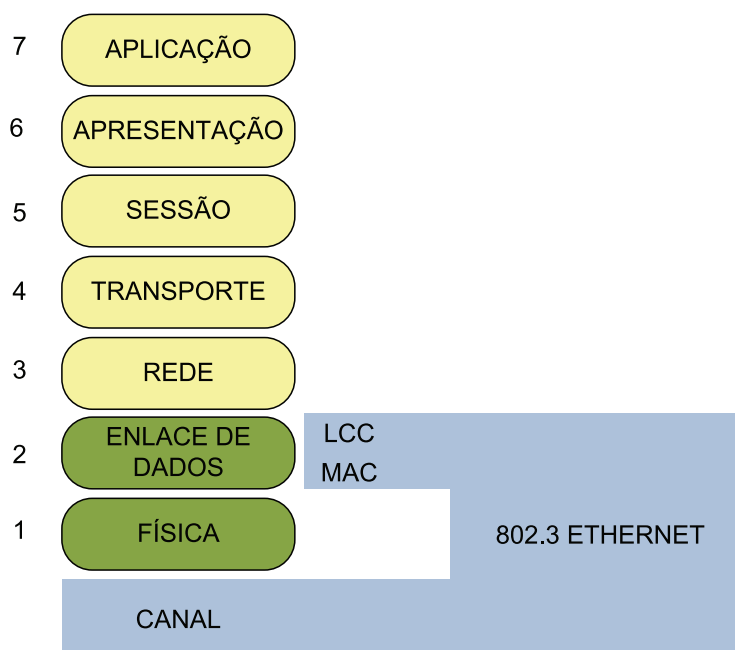 7 APLICAÇÃO
6 APRESENTAÇÃO
5 SESSÃO
4 TRANSPORTE
3 REDE
2 ENLACE DE
DADOS
LCC
MAC
1 FÍSICA
802.3 ETHERNET
CANAL